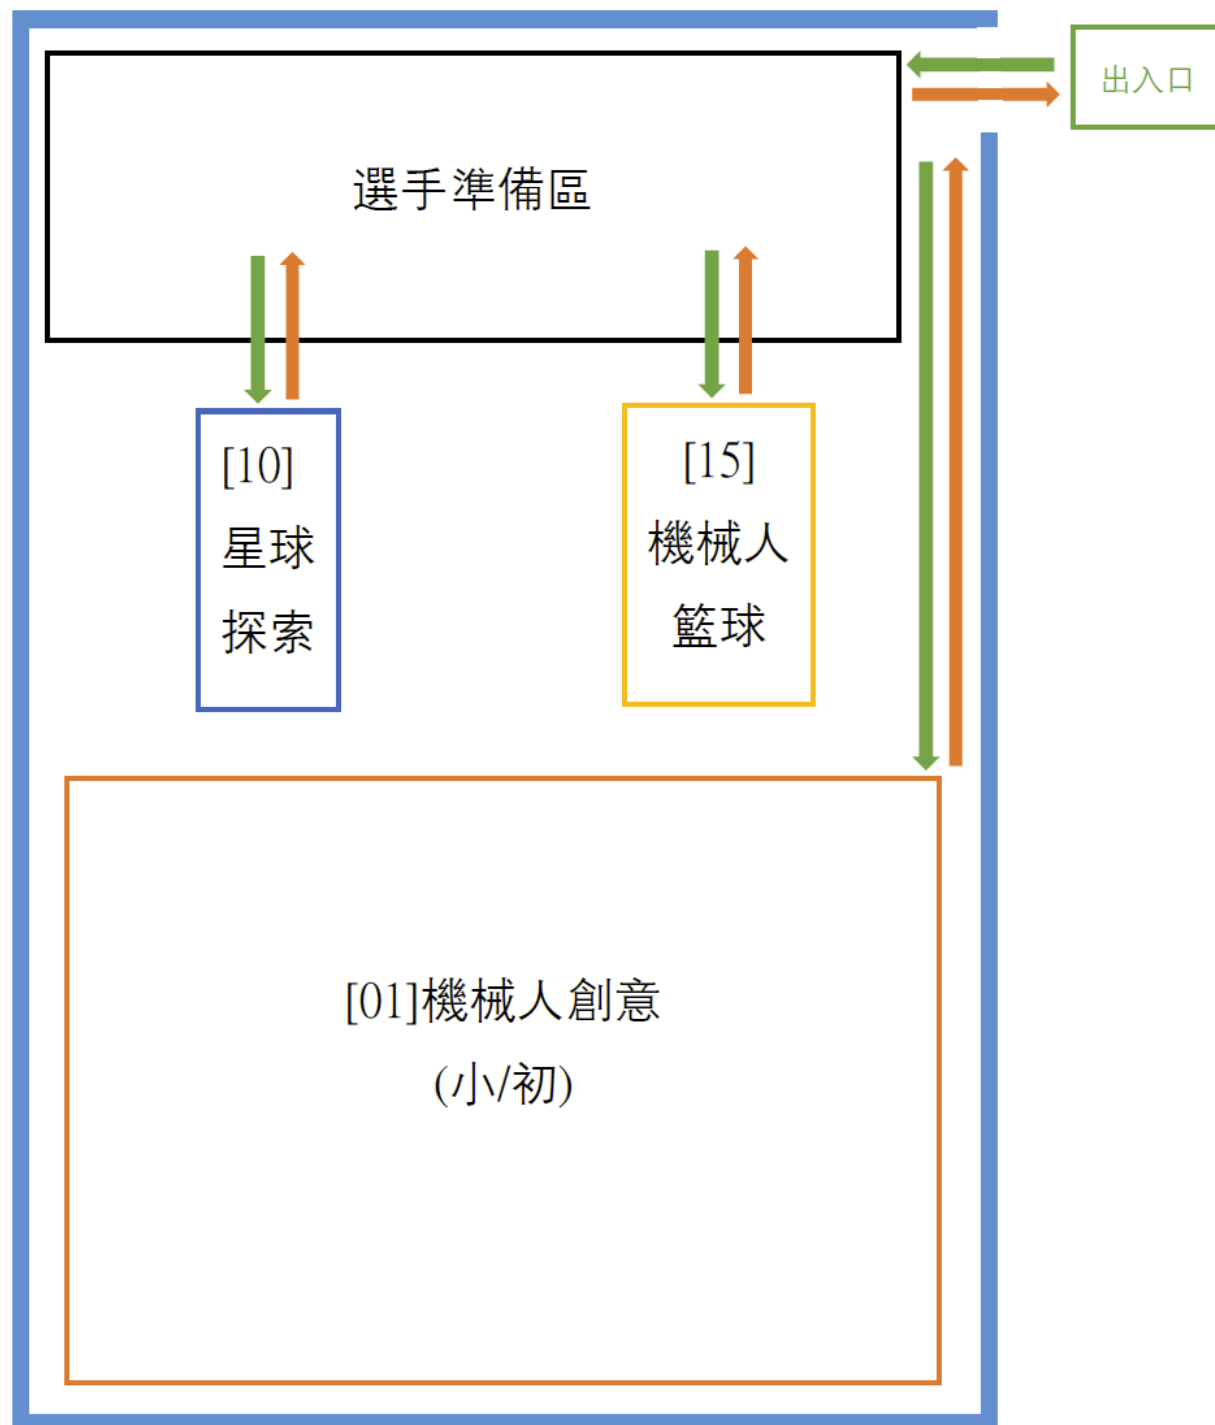 出入口
選手準備區
[10]
星球
探索
[15]
機械人
籃球
[01]機械人創意
(小/初)